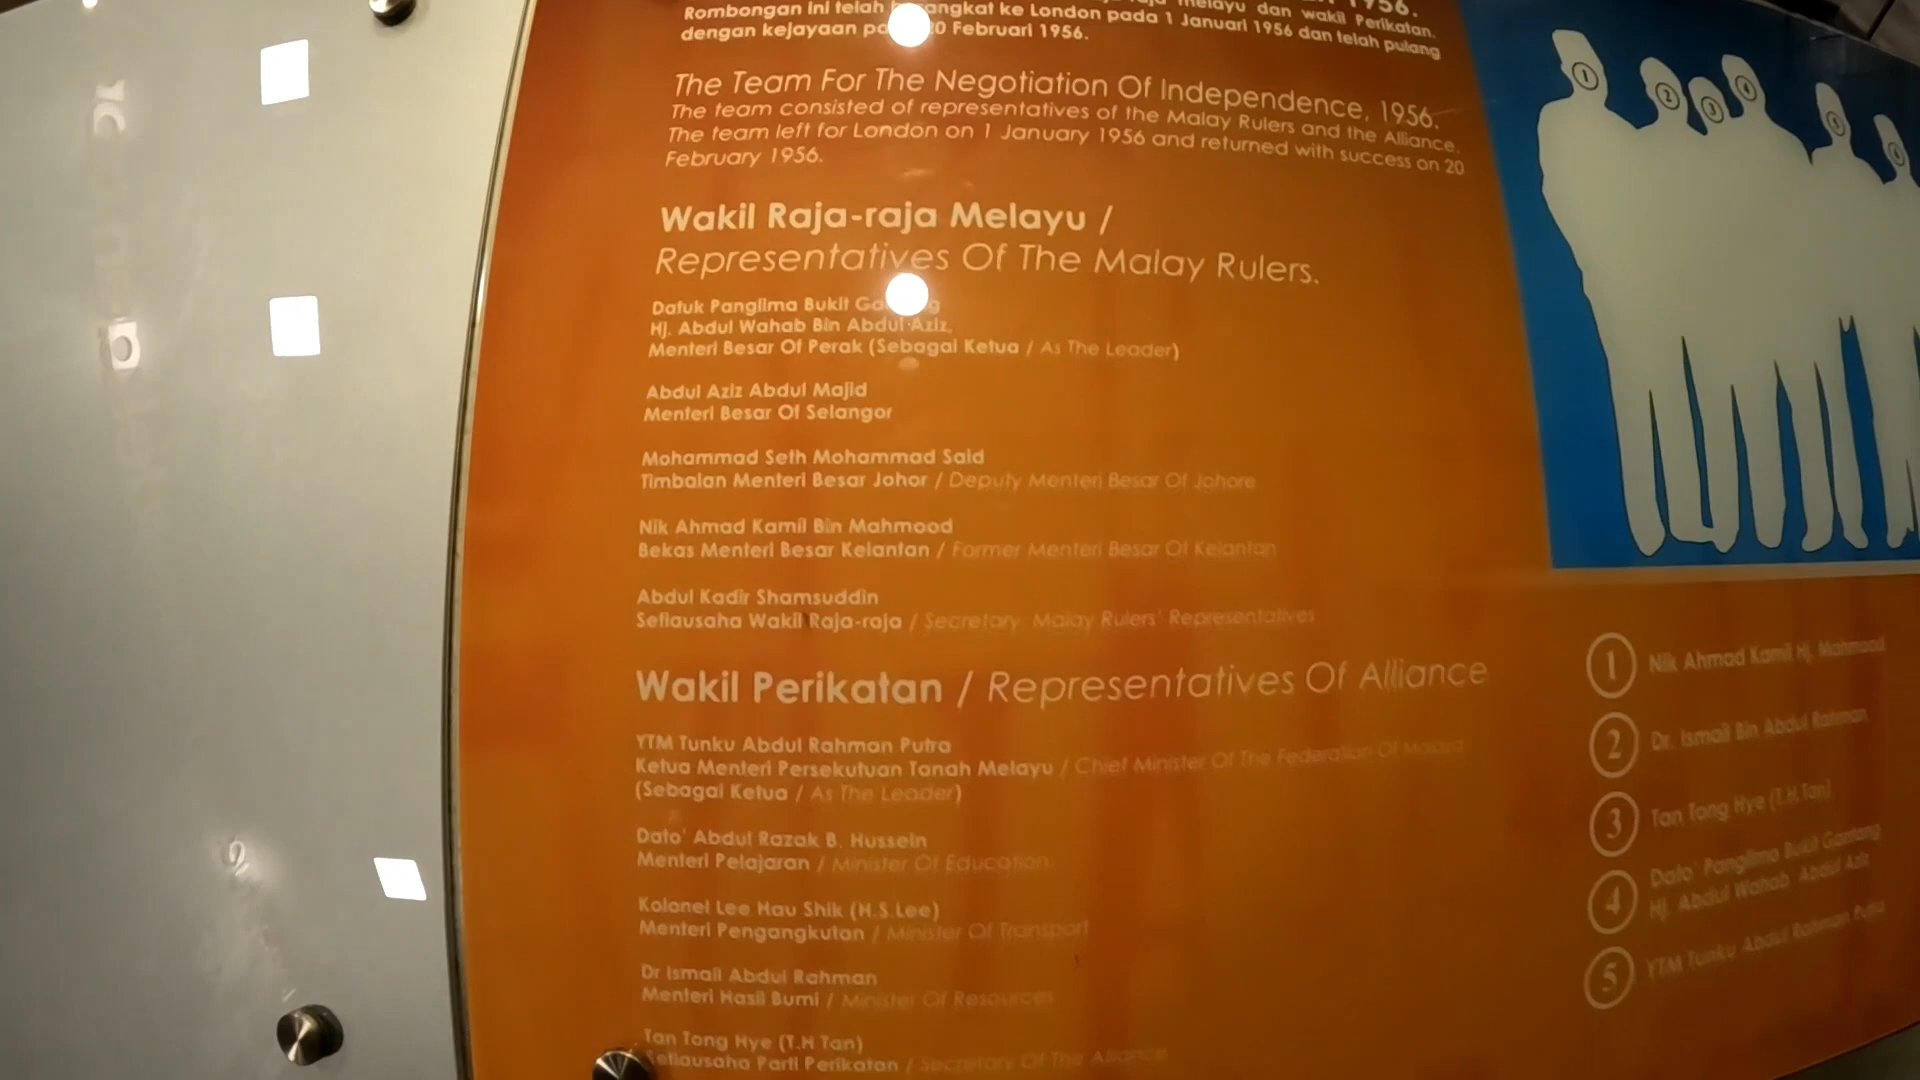 1956.
melayu dan wakil Perikatan.
Rombongan ini telah berangkat ke London pada 1 Januari 1956 dan telah pulang
dengan kejayaan 20 Februari 1956.
The Team For The Negotiation Of Independence, 1956.
The team consisted of representatives of the Malay Rulers and the Alliance.
The team left for London on 1 January 1956 and returned with success on 20
February 1956.
Wakil Raja-raja Melayu /
Representatives Of The Malay Rulers.
Datuk Panglima Bukit
Hj. Abdul Wahab Bin Abdul Aziz,
Menteri Besar Of Perak (Sebagai Ketua / As The Leader)
Abdul Aziz Abdul Majid
Menteri Besar Of Selangor
Mohammad Seth Mohammad Said
Timbalan Menteri Besar Johor / Deputy Menteri Besar Of Johore
Nik Ahmad Kamil Bin Mahmood
Bekas Menteri Besar Kelantan / Former Menteri Besar Of Kelantan
Abdul Kadir Shamsuddin
Setiausaha Wakil Raja-raja / Secretary, Malay Rulers' Representatives
Wakil Perikatan / Representatives Of Alliance
YTM Tunku Abdul Rahman Putra
Ketua Menteri Persekutuan Tanah Melayu / Chief Minister Of The Federation Of Malaya
(Sebagai Ketua / As The Leader)
Dato' Abdul Razak B. Hussein
Menteri Pelajaran / Minister Of Education
Kolonel Lee Hau Shik (H.S.Lee)
Menteri Pengangkutan / Minister Of Transport
Dr Ismail Abdul Rahman
Menteri Hasil Bumi / Minister Of Resources
Tan Tong Hye (T.H Tan)
Setiausaha Parti Perikatan / Secretary Of The Alliance
1
2
3
4
5
6
1 Nik Ahmad Kamil Hj. Mahmood
2 Dr. Ismail Bin Abdul Rahman
3 Tan Tong Hye (T.H.Tan)
4 Dato' Panglima Bukit Gantang
Hj. Abdul Wahab Abdul Aziz
5 YTM Tunku Abdul Rahman Putra